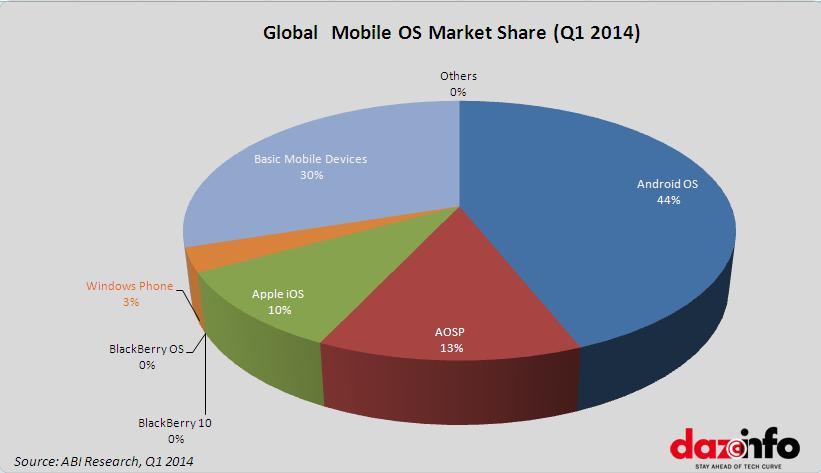 Global Mobile OS Market Share (Q1 2014)
Others
0%
Basic Mobile Devices
30%
Android OS
44%
Windows Phone
3%
Apple iOS
10%
AOSP
13%
BlackBerry OS
0%
BlackBerry 10
0%
Source: ABI Research, Q1 2014
dazeinfo
STAY AHEAD OF TECH CURVE